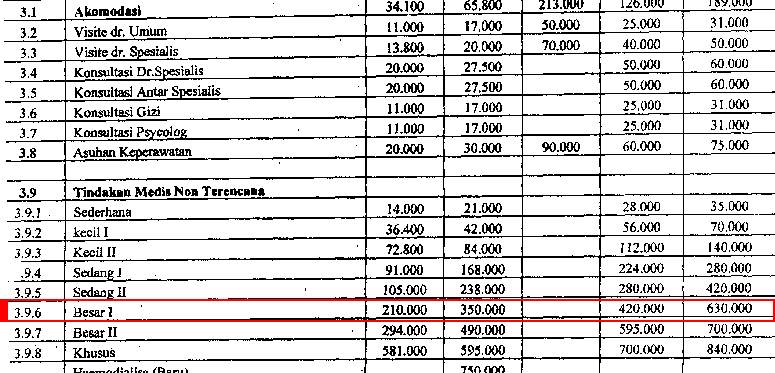 3.1 Akomodasi 34.100 65.800 213.000 126.000 189.000
3.2 Visite dr. Umum 11.000 17.000 50.000 25.000 31.000
3.3 Visite dr. Spesialis 13.800 20.000 70.000 40.000 50.000
3.4 Konsultasi Dr.Spesialis 20.000 27.500 50.000 60.000
3.5 Konsultasi Antar Spesialis 20.000 27.500 50.000 60.000
3.6 Konsultasi Gizi 11.000 17.000 25.000 31.000
3.7 Konsultasi Psycolog 11.000 17.000 25.000 31.000
3.8 Asuhan Keperawatan 20.000 30.000 90.000 60.000 75.000
3.9 Tindakan Medis Non Terencana
3.9.1 Sederhana 14.000 21.000 28.000 35.000
3.9.2 kecil I 36.400 42.000 56.000 70.000
3.9.3 Kecil II 72.800 84.000 112.000 140.000
.9.4 Sedang I 91.000 168.000 224.000 280.000
3.9.5 Sedang II 105.000 238.000 280.000 420.000
3.9.6 Besar I 210.000 350.000 420.000 630.000
3.9.7 Besar II 294.000 490.000 595.000 700.000
3.9.8 Khusus 581.000 595.000 700.000 840.000
Haemodialisa (Baru) 750.000